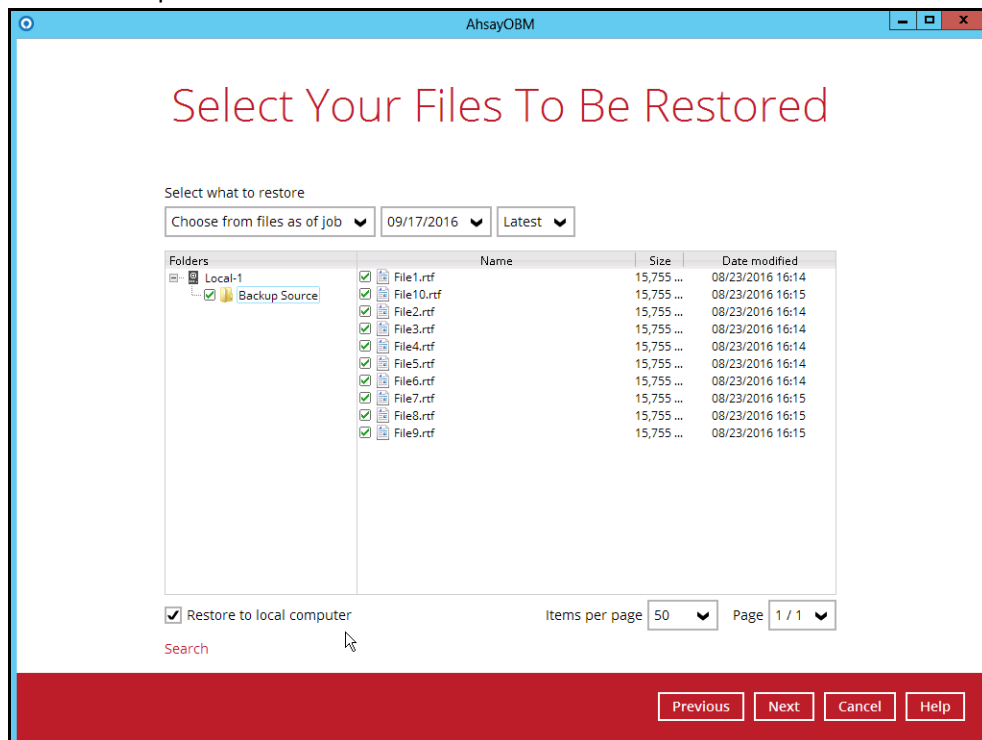 AhsayOBM
Select Your Files To Be Restored
Select what to restore
Choose from files as of job 09/17/2016 Latest
Folders Name Size Date modified
Local-1 File1.rtf 15,755 ... 08/23/2016 16:14
Backup Source File10.rtf 15,755 ... 08/23/2016 16:15
File2.rtf 15,755 ... 08/23/2016 16:14
File3.rtf 15,755 ... 08/23/2016 16:14
File4.rtf 15,755 ... 08/23/2016 16:14
File5.rtf 15,755 ... 08/23/2016 16:14
File6.rtf 15,755 ... 08/23/2016 16:14
File7.rtf 15,755 ... 08/23/2016 16:15
File8.rtf 15,755 ... 08/23/2016 16:15
File9.rtf 15,755 ... 08/23/2016 16:15
Restore to local computer Items per page 50 Page 1 / 1
Search
Previous Next Cancel Help